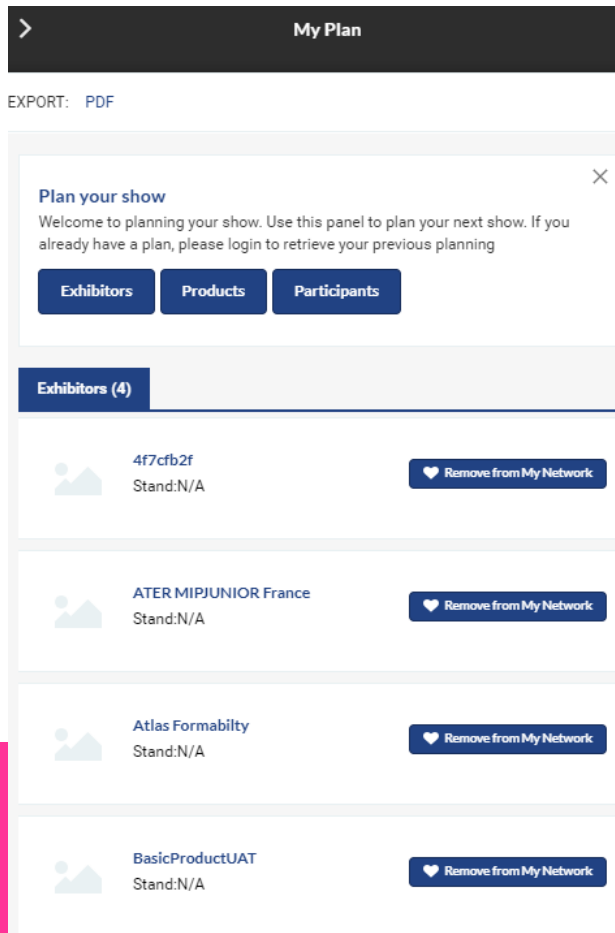 My Plan
EXPORT: PDF
Plan your show
Welcome to planning your show. Use this panel to plan your next show. If you
already have a plan, please login to retrieve your previous planning
Exhibitors Products Participants
Exhibitors (4)
4f7cfb2f
Stand:N/A
Remove from My Network
ATER MIPJUNIOR France
Stand:N/A
Remove from My Network
Atlas Formabilty
Stand:N/A
Remove from My Network
BasicProductUAT
Stand:N/A
Remove from My Network